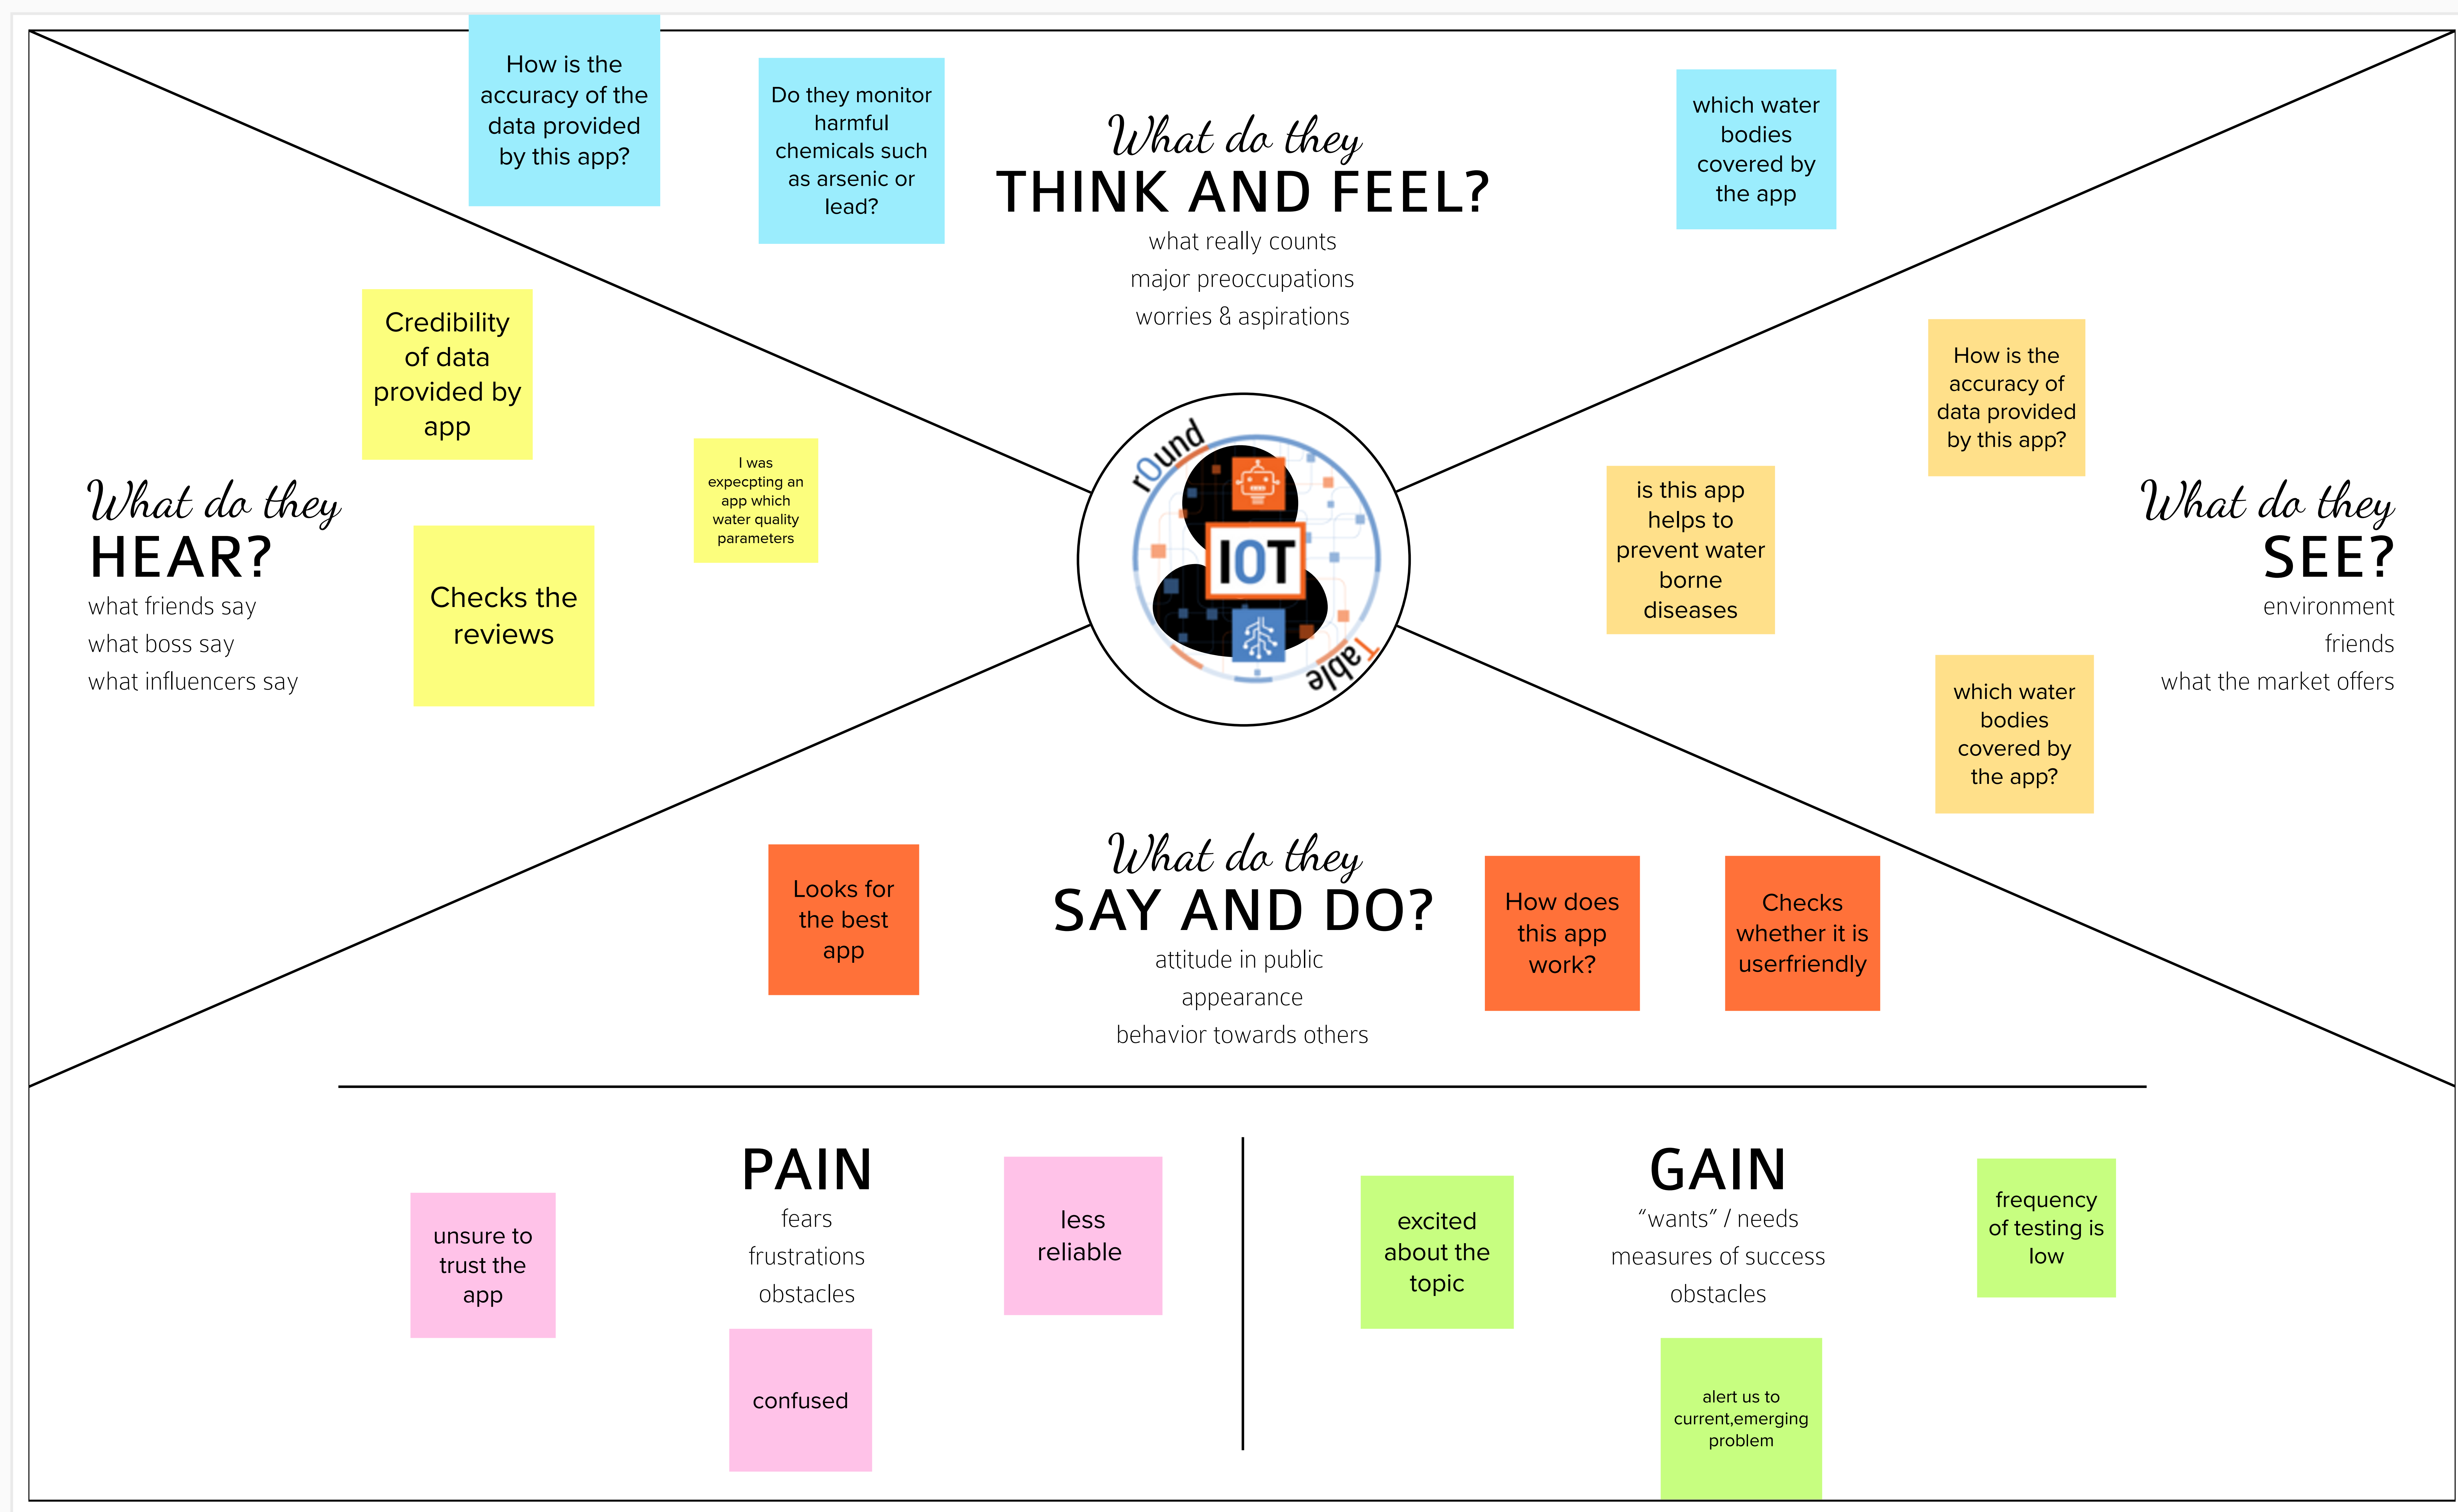 How is the
accuracy of the
data provided
by this app?
Do they monitor
harmful
chemicals such
as arsenic or
lead?
What do they
THINK AND FEEL?
what really counts
major preoccupations
worries & aspirations
which water
bodies
covered by
the app
Credibility
of data
provided by
app
I was
expecpting an
app which
water quality
parameters
What do they
HEAR?
what friends say
what boss say
what influencers say
Checks the
reviews
rOund
IOT
Table
is this app
helps to
prevent water
borne
diseases
How is the
accuracy of
data provided
by this app?
What do they
SEE?
environment
friends
what the market offers
which water
bodies
covered by
the app?
Looks for
the best
app
What do they
SAY AND DO?
attitude in public
appearance
behavior towards others
How does
this app
work?
Checks
whether it is
userfriendly
unsure to
trust the
app
PAIN
fears
frustrations
obstacles
less
reliable
confused
excited
about the
topic
GAIN
“wants” / needs
measures of success
obstacles
frequency
of testing is
low
alert us to
current,emerging
problem